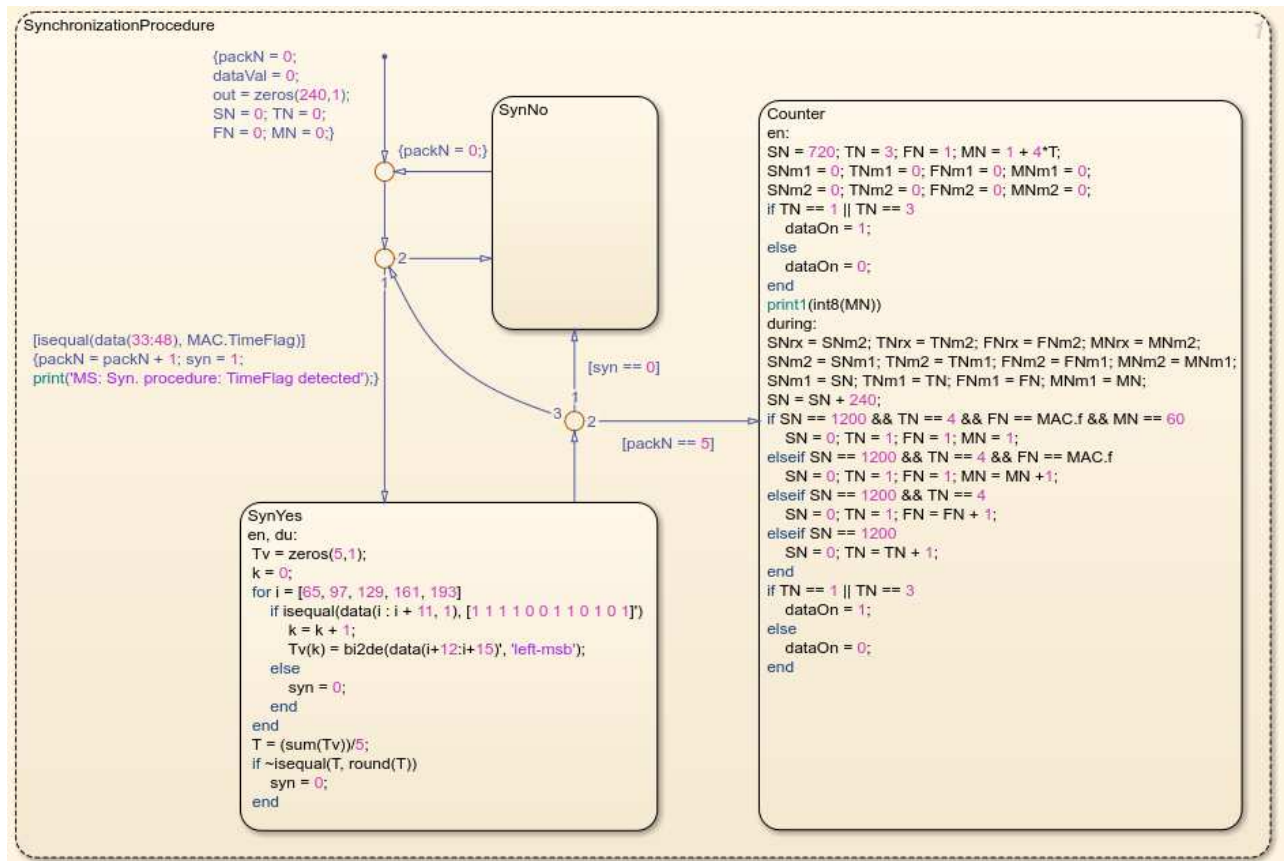 SynchronizationProcedure
1
{packN = 0;
dataVal = 0;
out = zeros(240,1);
SN = 0; TN = 0;
FN = 0; MN = 0;}
{packN = 0;}
SynNo
2
1
[isequal(data(33:48), MAC.TimeFlag)]
{packN = packN + 1; syn = 1;
print('MS: Syn. procedure: TimeFlag detected');}
[syn == 0]
1
3
2
[packN == 5]
SynYes
en, du:
Tv = zeros(5,1);
k = 0;
for i = [65, 97, 129, 161, 193]
if isequal(data(i : i + 11, 1), [1 1 1 1 0 0 1 1 0 1 0 1]')
k = k + 1;
Tv(k) = bi2de(data(i+12:i+15)', 'left-msb');
else
syn = 0;
end
end
T = (sum(Tv))/5;
if ~isequal(T, round(T))
syn = 0;
end
Counter
en:
SN = 720; TN = 3; FN = 1; MN = 1 + 4*T;
SNm1 = 0; TNm1 = 0; FNm1 = 0; MNm1 = 0;
SNm2 = 0; TNm2 = 0; FNm2 = 0; MNm2 = 0;
if TN == 1 || TN == 3
dataOn = 1;
else
dataOn = 0;
end
print1(int8(MN))
during:
SNrx = SNm2; TNrx = TNm2; FNrx = FNm2; MNrx = MNm2;
SNm2 = SNm1; TNm2 = TNm1; FNm2 = FNm1; MNm2 = MNm1;
SNm1 = SN; TNm1 = TN; FNm1 = FN; MNm1 = MN;
SN = SN + 240;
if SN == 1200 && TN == 4 && FN == MAC.f && MN == 60
SN = 0; TN = 1; FN = 1; MN = 1;
elseif SN == 1200 && TN == 4 && FN == MAC.f
SN = 0; TN = 1; FN = 1; MN = MN +1;
elseif SN == 1200 && TN == 4
SN = 0; TN = 1; FN = FN + 1;
elseif SN == 1200
SN = 0; TN = TN + 1;
end
if TN == 1 || TN == 3
dataOn = 1;
else
dataOn = 0;
end